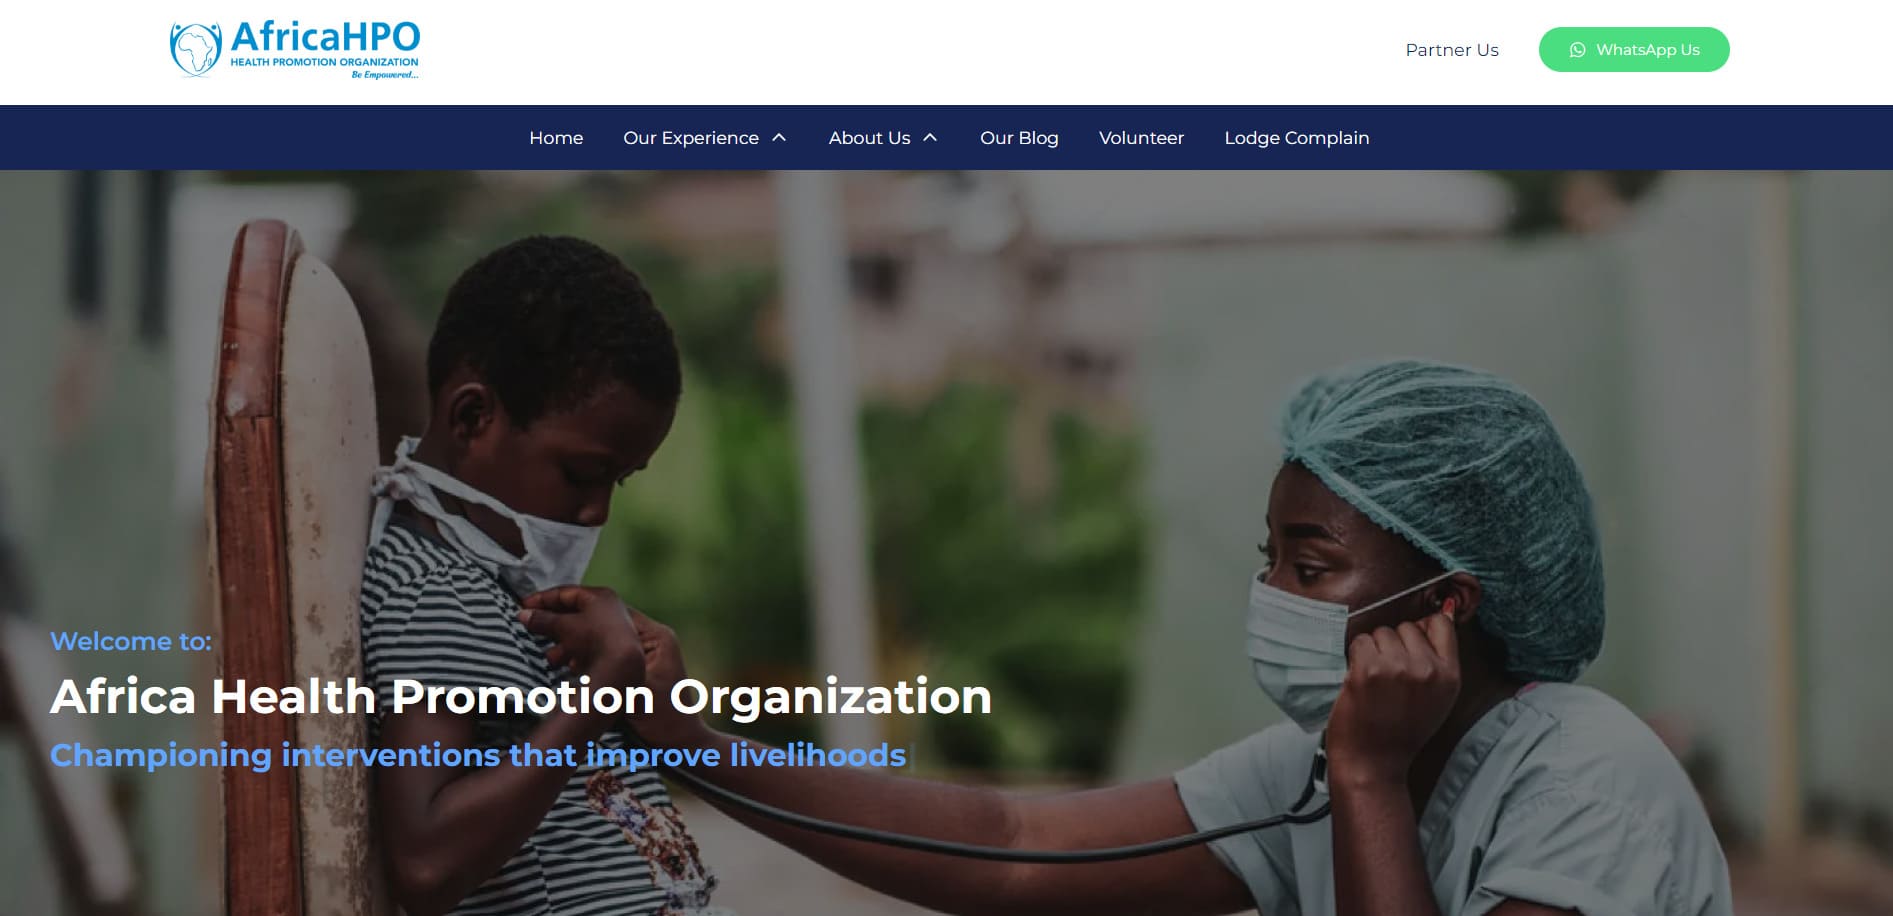 AfricaHPO
HEALTH PROMOTION ORGANIZATION
Be Empowered...
Partner Us
WhatsApp Us
Home
Our Experience
About Us
Our Blog
Volunteer
Lodge Complain
Welcome to:
Africa Health Promotion Organization
Championing interventions that improve livelihoods